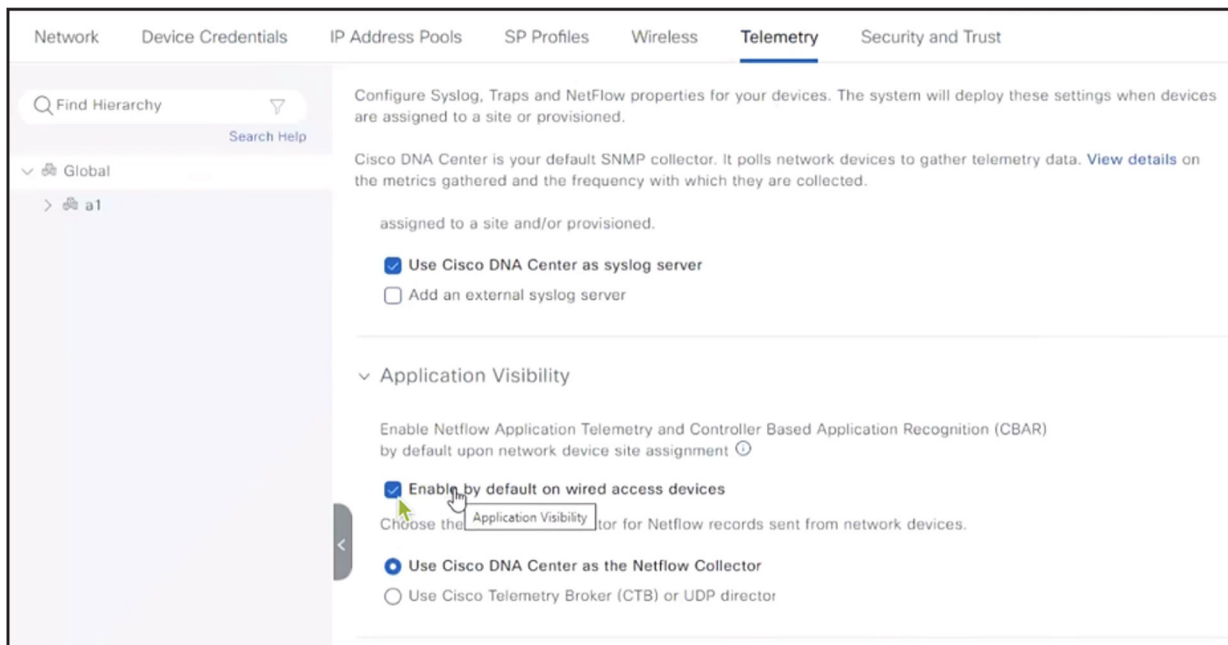 Network Device Credentials IP Address Pools SP Profiles Wireless Telemetry Security and Trust
Find Hierarchy
Search Help
Global
a1
Configure Syslog, Traps and NetFlow properties for your devices. The system will deploy these settings when devices
are assigned to a site or provisioned.
Cisco DNA Center is your default SNMP collector. It polls network devices to gather telemetry data. View details on
the metrics gathered and the frequency with which they are collected.
assigned to a site and/or provisioned.
Use Cisco DNA Center as syslog server
Add an external syslog server
Application Visibility
Enable Netflow Application Telemetry and Controller Based Application Recognition (CBAR)
by default upon network device site assignment
Enable by default on wired access devices
Application Visibility
Choose the tor for Netflow records sent from network devices.
Use Cisco DNA Center as the Netflow Collector
Use Cisco Telemetry Broker (CTB) or UDP director